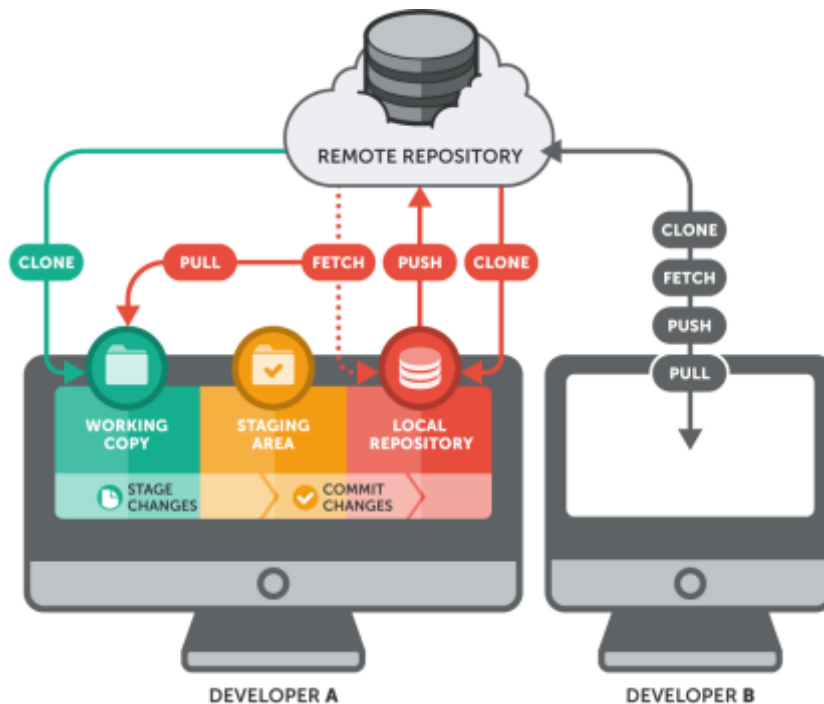 REMOTE REPOSITORY
CLONE
PULL
FETCH
PUSH
CLONE
CLONE
FETCH
PUSH
PULL
WORKING
COPY
STAGING
AREA
LOCAL
REPOSITORY
STAGE
CHANGES
COMMIT
CHANGES
DEVELOPER A
DEVELOPER B